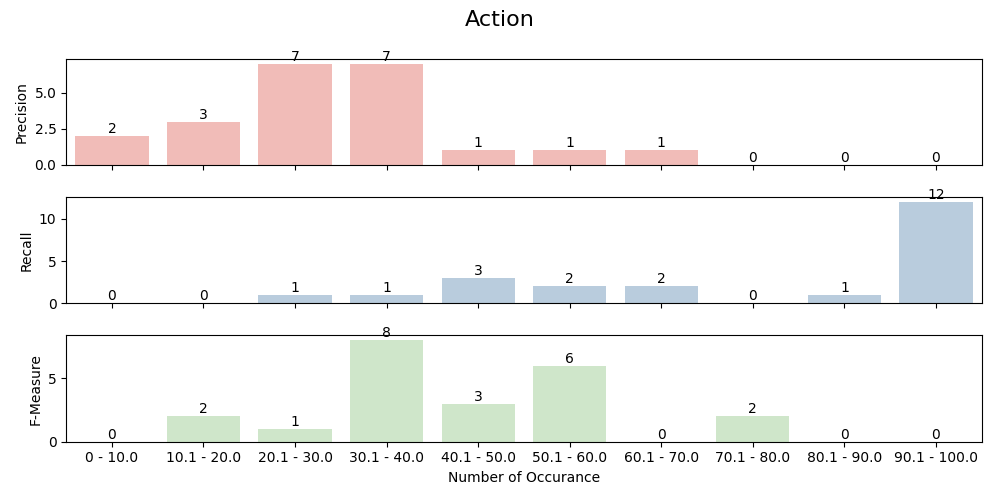 Action
Precision
5.0
2.5
0.0
2 3 7 7 1 1 1 0 0 0
Recall
10
5
0
0 0 1 1 3 2 2 0 1 12
F-Measure
5
0
0 2 1 8 3 6 0 2 0 0
0 - 10.0 10.1 - 20.0 20.1 - 30.0 30.1 - 40.0 40.1 - 50.0 50.1 - 60.0 60.1 - 70.0 70.1 - 80.0 80.1 - 90.0 90.1 - 100.0
Number of Occurance